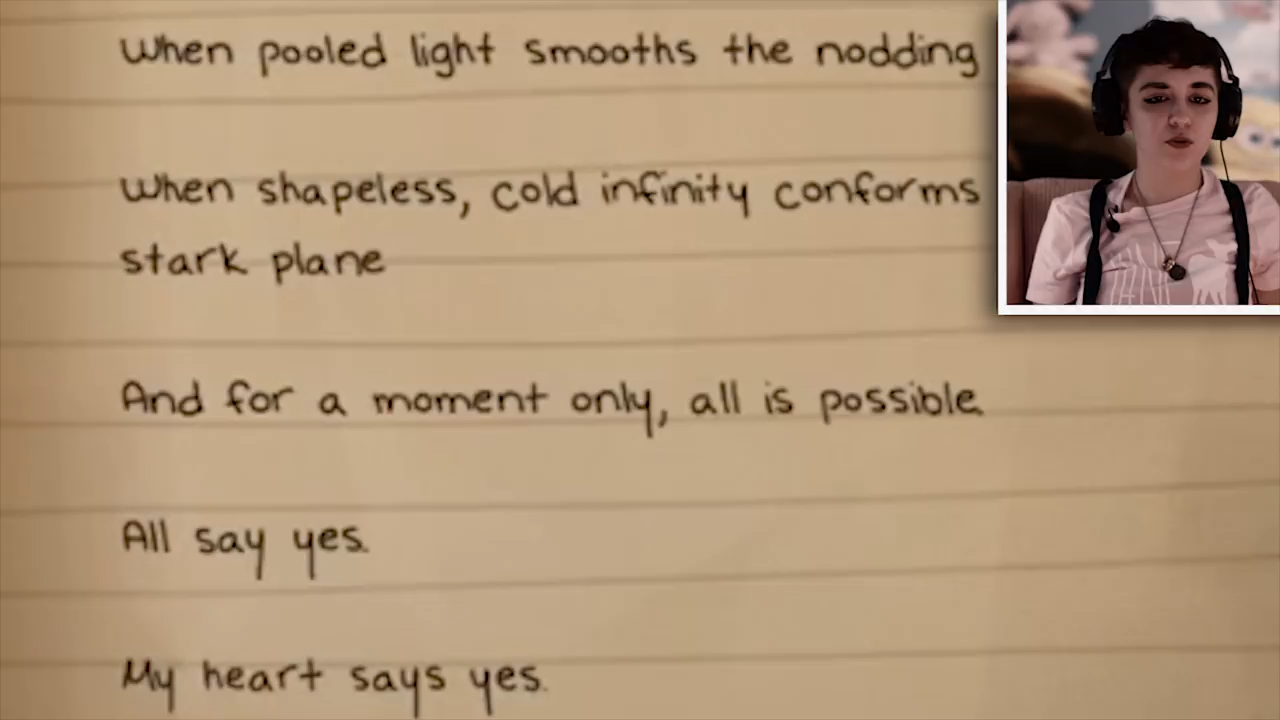 When pooled light smooths the nodding
When shapeless, cold infinity conforms
stark plane
And for a moment only, all is possible.
All say yes.
My heart says yes.